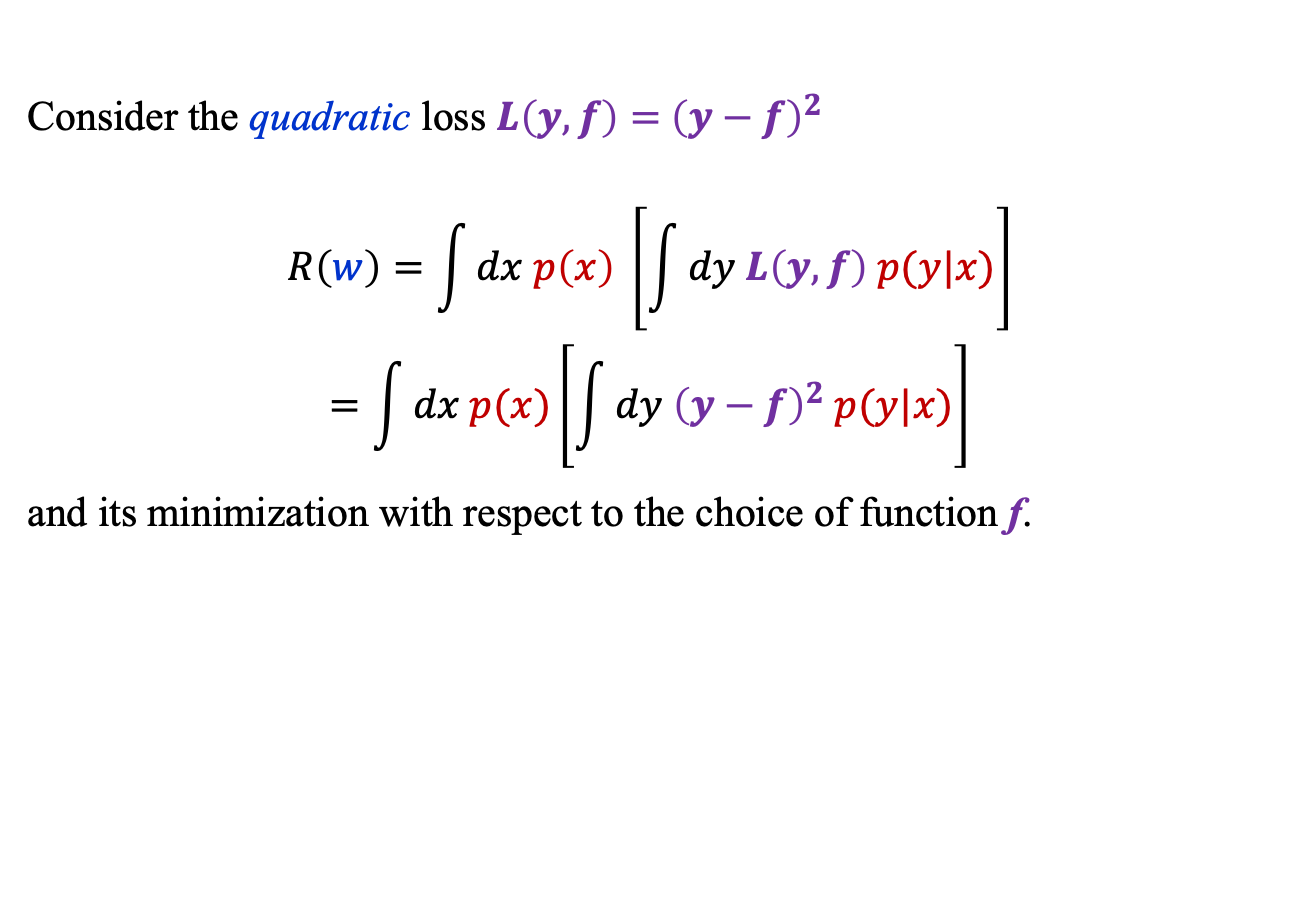 Consider the quadratic loss L(y, f) = (y − f)²
R(w) = ∫ dx p(x) [∫ dy L(y, f) p(y|x)]
= ∫ dx p(x) [∫ dy (y − f)² p(y|x)]
and its minimization with respect to the choice of function f.